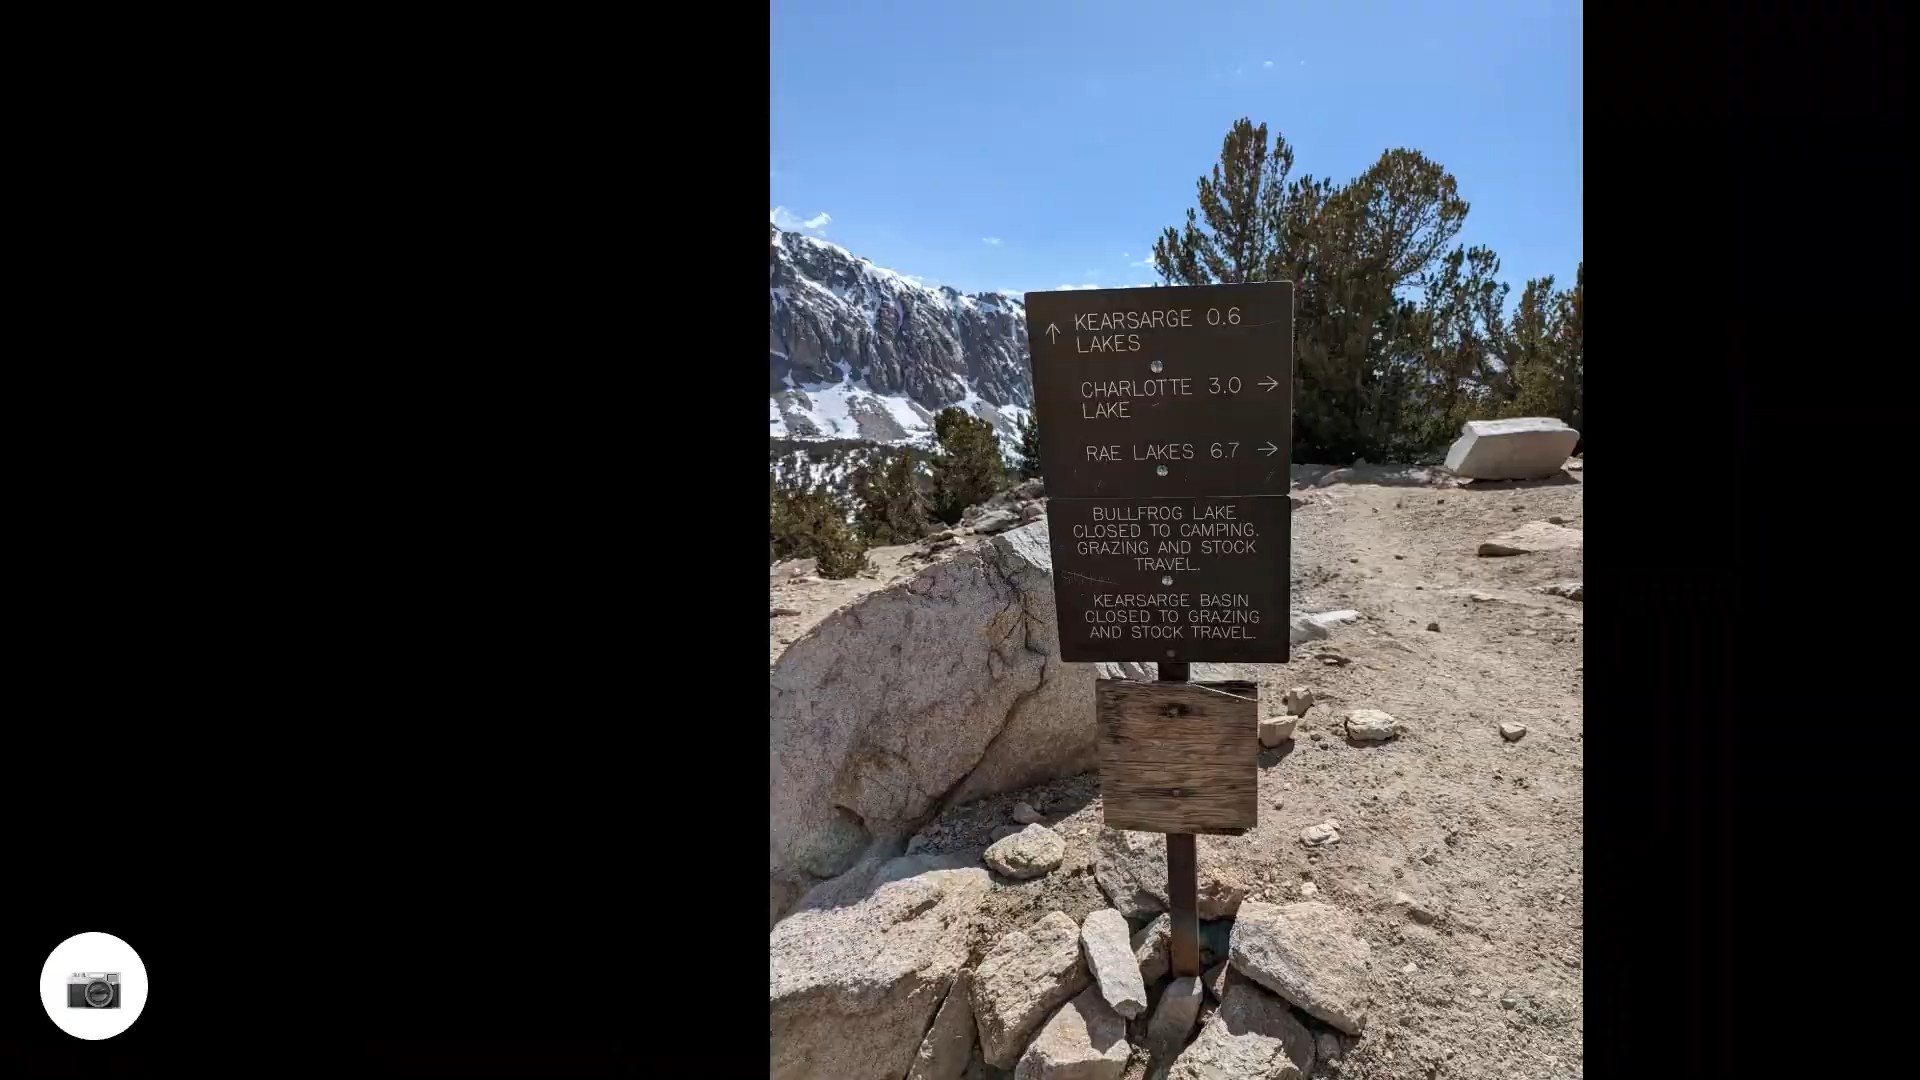 ↑ KEARSARGE 0.6
LAKES
CHARLOTTE 3.0 →
LAKE
RAE LAKES 6.7 →
BULLFROG LAKE
CLOSED TO CAMPING.
GRAZING AND STOCK
TRAVEL.
KEARSARGE BASIN
CLOSED TO GRAZING
AND STOCK TRAVEL.